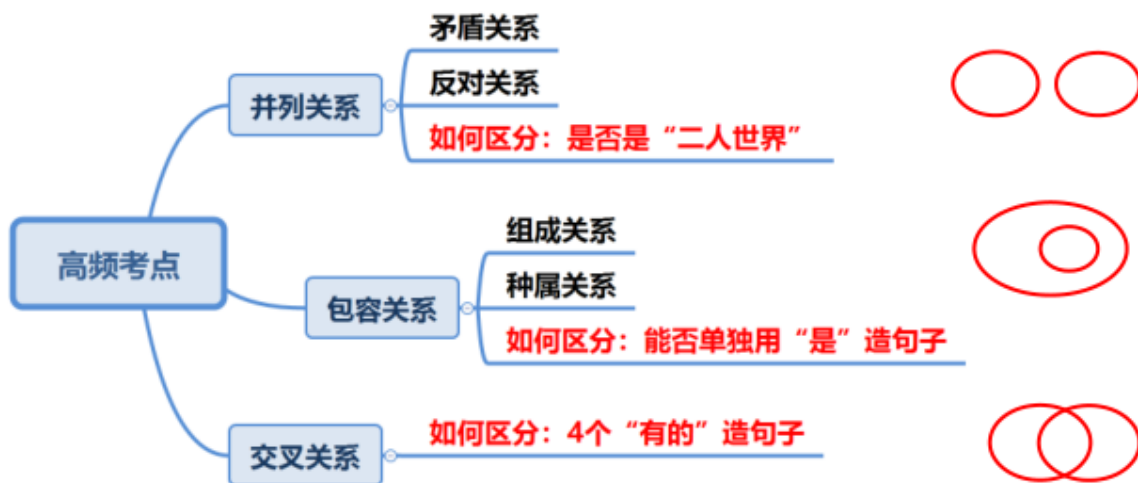 矛盾关系
并列关系
反对关系
如何区分：是否是“二人世界”
高频考点
组成关系
包容关系
种属关系
如何区分：能否单独用“是”造句子
交叉关系
如何区分：4个“有的”造句子